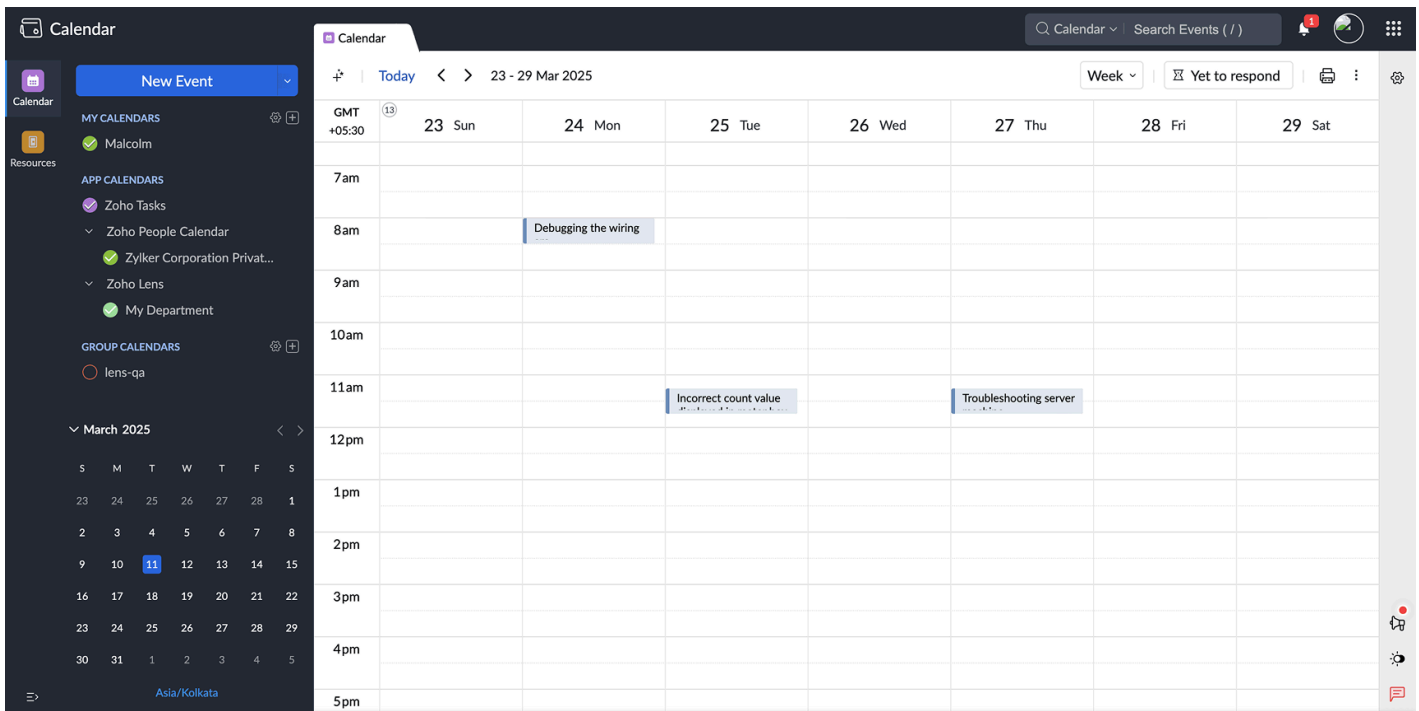 Calendar
Calendar
Calendar
Search Events ( / )
1
Calendar
Resources
New Event
MY CALENDARS
Malcolm
APP CALENDARS
Zoho Tasks
Zoho People Calendar
Zylker Corporation Privat...
Zoho Lens
My Department
GROUP CALENDARS
lens-qa
March 2025
S M T W T F S
23 24 25 26 27 28 1
2 3 4 5 6 7 8
9 10 11 12 13 14 15
16 17 18 19 20 21 22
23 24 25 26 27 28 29
30 31 1 2 3 4 5
Asia/Kolkata
Today
23 - 29 Mar 2025
Week
Yet to respond
GMT
+05:30
13
23 Sun
24 Mon
25 Tue
26 Wed
27 Thu
28 Fri
29 Sat
7am
8am
Debugging the wiring
9am
10am
11am
Incorrect count value
Troubleshooting server
12pm
1pm
2pm
3pm
4pm
5pm